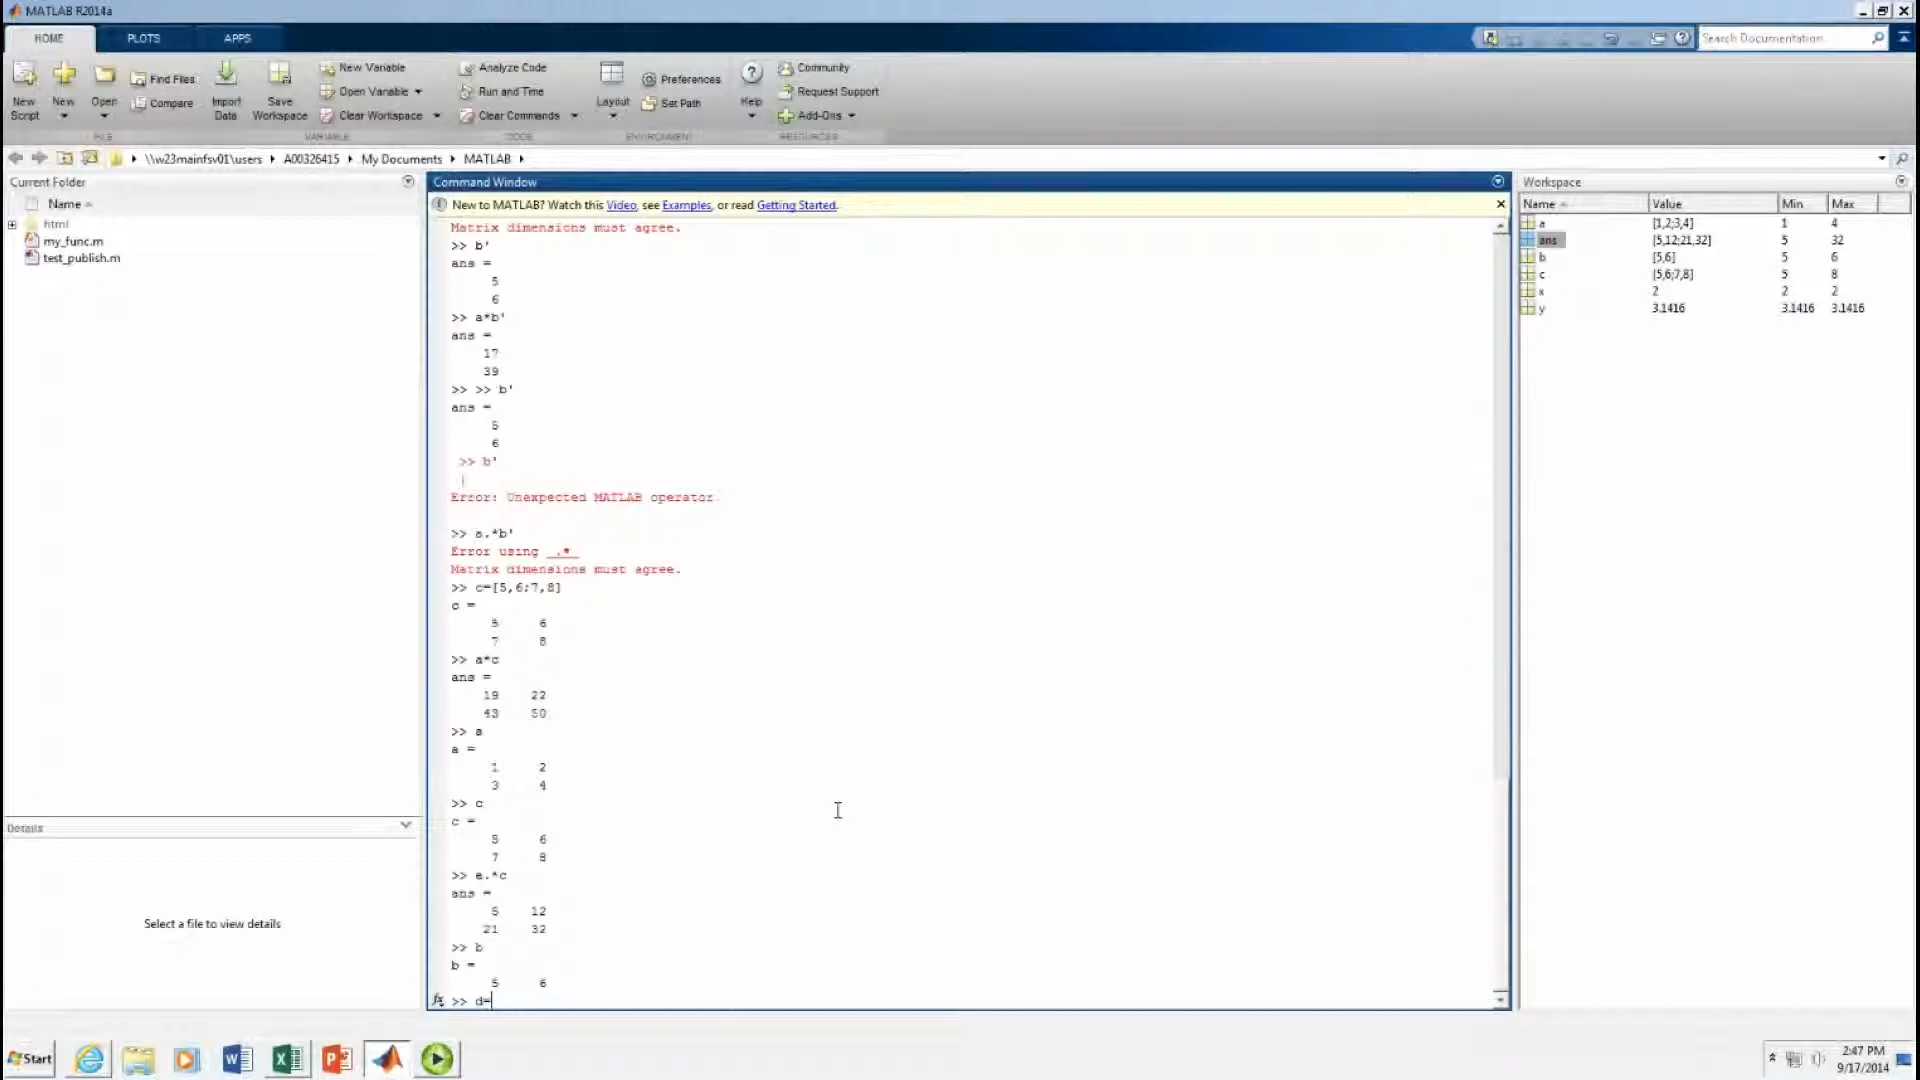 MATLAB R2014a
HOME PLOTS APPS
Search Documentation
New Script
New
Open
Find Files
Compare
Import Data
Save Workspace
New Variable
Open Variable
Clear Workspace
Analyze Code
Run and Time
Clear Commands
Layout
Preferences
Set Path
Help
Community
Request Support
Add-Ons
FILE VARIABLE CODE ENVIRONMENT RESOURCES
\\w23mainfsv01\users A00326415 My Documents MATLAB
Current Folder
Name
html
my_func.m
test_publish.m
Details
Select a file to view details
Command Window
New to MATLAB? Watch this Video, see Examples, or read Getting Started.
Matrix dimensions must agree.
>> b'
ans =
5
6
>> a*b'
ans =
17
39
>> >> b'
ans =
5
6
>> b'
|
Error: Unexpected MATLAB operator.
>> a.*b'
Error using .*
Matrix dimensions must agree.
>> c=[5,6;7,8]
c =
5 6
7 8
>> a*c
ans =
19 22
43 50
>> a
a =
1 2
3 4
>> c
c =
5 6
7 8
>> a.*c
ans =
5 12
21 32
>> b
b =
5 6
fx >> d=
Workspace
Name Value Min Max
a [1,2;3,4] 1 4
ans [5,12;21,32] 5 32
b [5,6] 5 6
c [5,6;7,8] 5 8
x 2 2 2
y 3.1416 3.1416 3.1416
Start
2:47 PM
9/17/2014